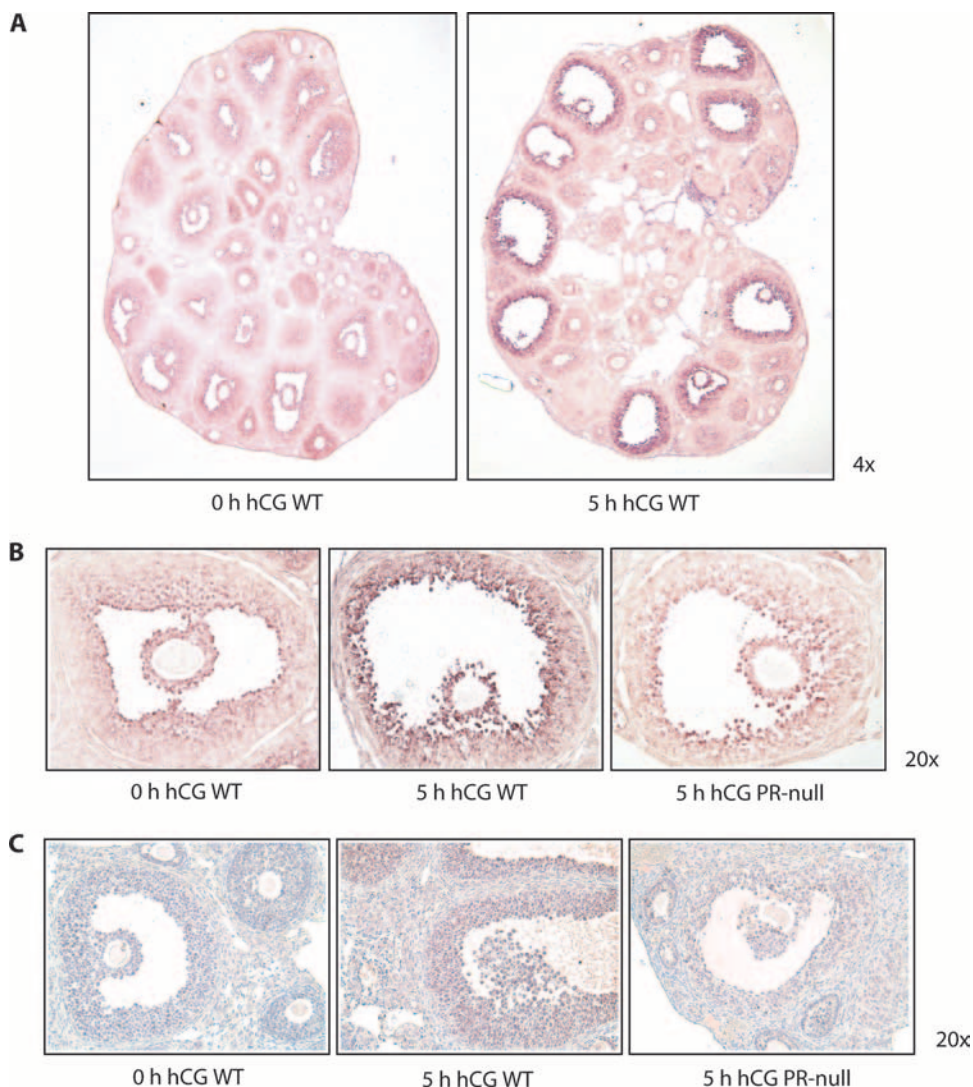 A
0 h hCG WT
5 h hCG WT
4x
B
0 h hCG WT
5 h hCG WT
5 h hCG PR-null
20x
C
0 h hCG WT
5 h hCG WT
5 h hCG PR-null
20x